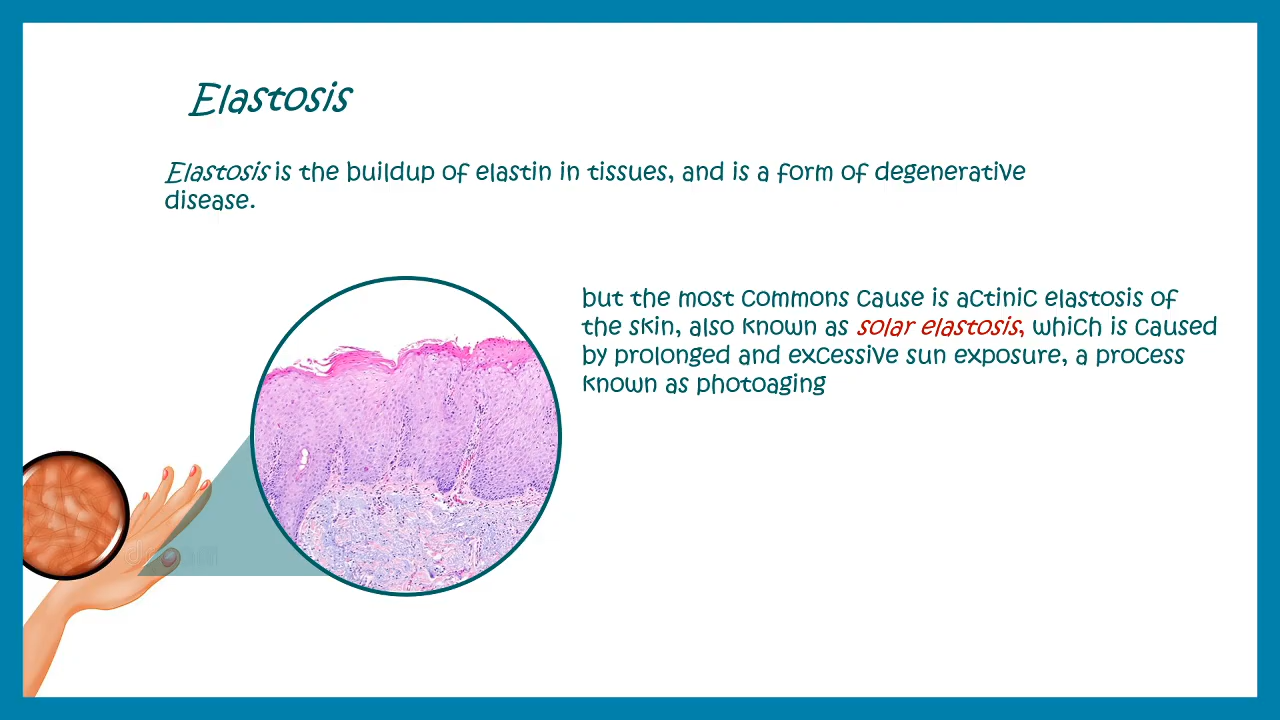 Elastosis
Elastosis is the buildup of elastin in tissues, and is a form of degenerative
disease.
but the most commons cause is actinic elastosis of
the skin, also known as solar elastosis, which is caused
by prolonged and excessive sun exposure, a process
known as photoaging